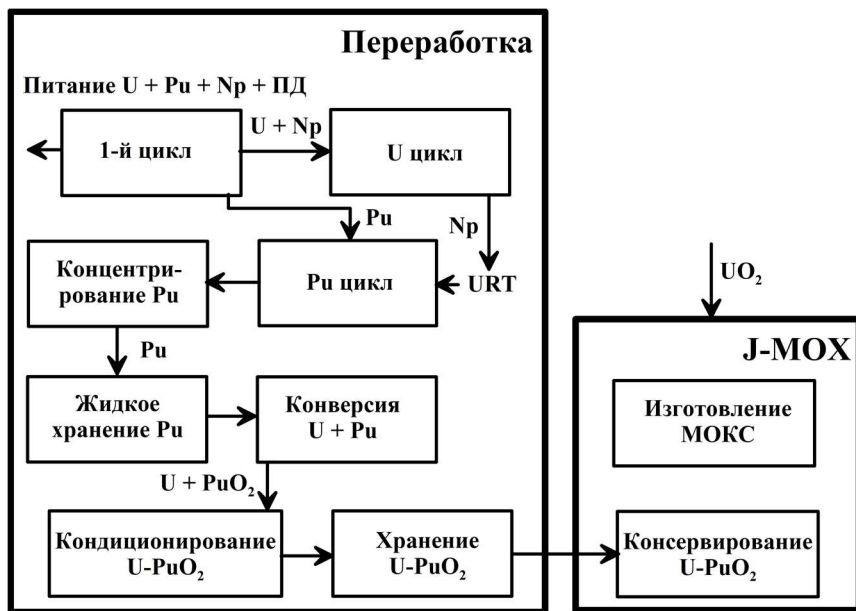 Переработка
Питание U + Pu + Np + ПД
1-й цикл
U + Np
U цикл
Pu
Np
Концентри-
рование Pu
Pu цикл
URT
UO₂
J-MOX
Pu
Жидкое
хранение Pu
Конверсия
U + Pu
Изготовление
МОКС
U + PuO₂
Кондиционирование
U-PuO₂
Хранение
U-PuO₂
Консервирование
U-PuO₂